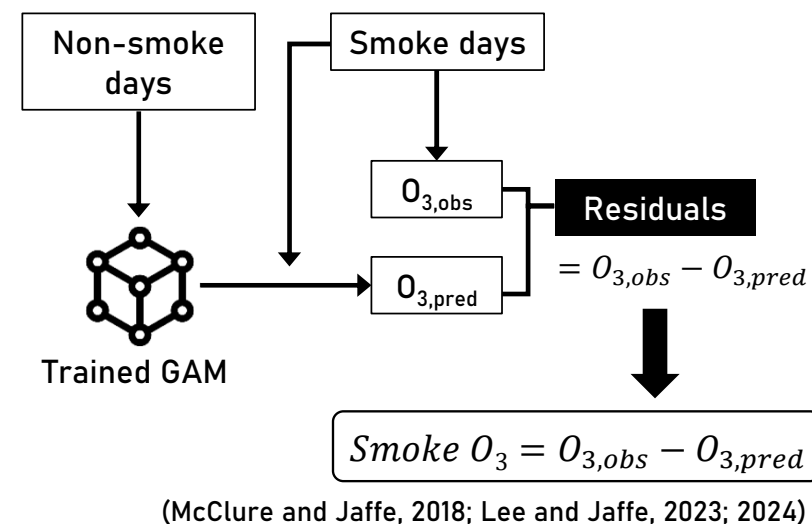 Non-smoke
days
Smoke days
O₃,obs
Residuals
= O₃,obs − O₃,pred
O₃,pred
Trained GAM
Smoke O₃ = O₃,obs − O₃,pred
(McClure and Jaffe, 2018; Lee and Jaffe, 2023; 2024)